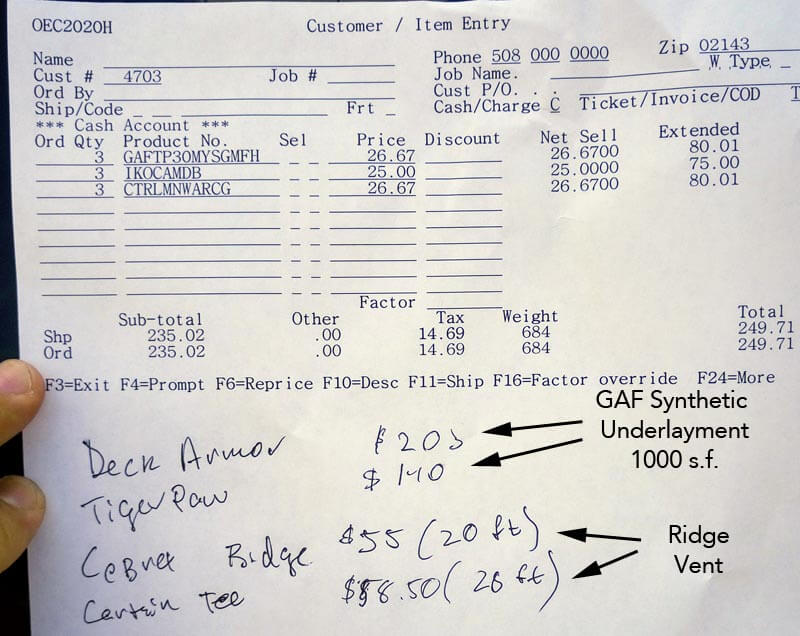 OEC2020H Customer / Item Entry
Name Phone 508 000 0000 Zip 02143
Cust # 4703 Job # Job Name. W Type
Ord By Cust P/O. . .
Ship/Code Frt Cash/Charge C Ticket/Invoice/COD T
*** Cash Account ***
Ord Qty Product No. Sel Price Discount Net Sell Extended
3 GAFTP30MYSGMFH 26.67 26.6700 80.01
3 IKOCAMDB 25.00 25.0000 75.00
3 CTRLMNWARCG 26.67 26.6700 80.01
Factor
Sub-total Other Tax Weight Total
Shp 235.02 .00 14.69 684 249.71
Ord 235.02 .00 14.69 684 249.71
F3=Exit F4=Prompt F6=Reprice F10=Desc F11=Ship F16=Factor override F24=More
GAF Synthetic
Underlayment
1000 s.f.
Deck Armor $205
Tiger Paw $140
Ridge $55 (20 ft)
Certain Tee $58.50 (20 ft)
Ridge
Vent